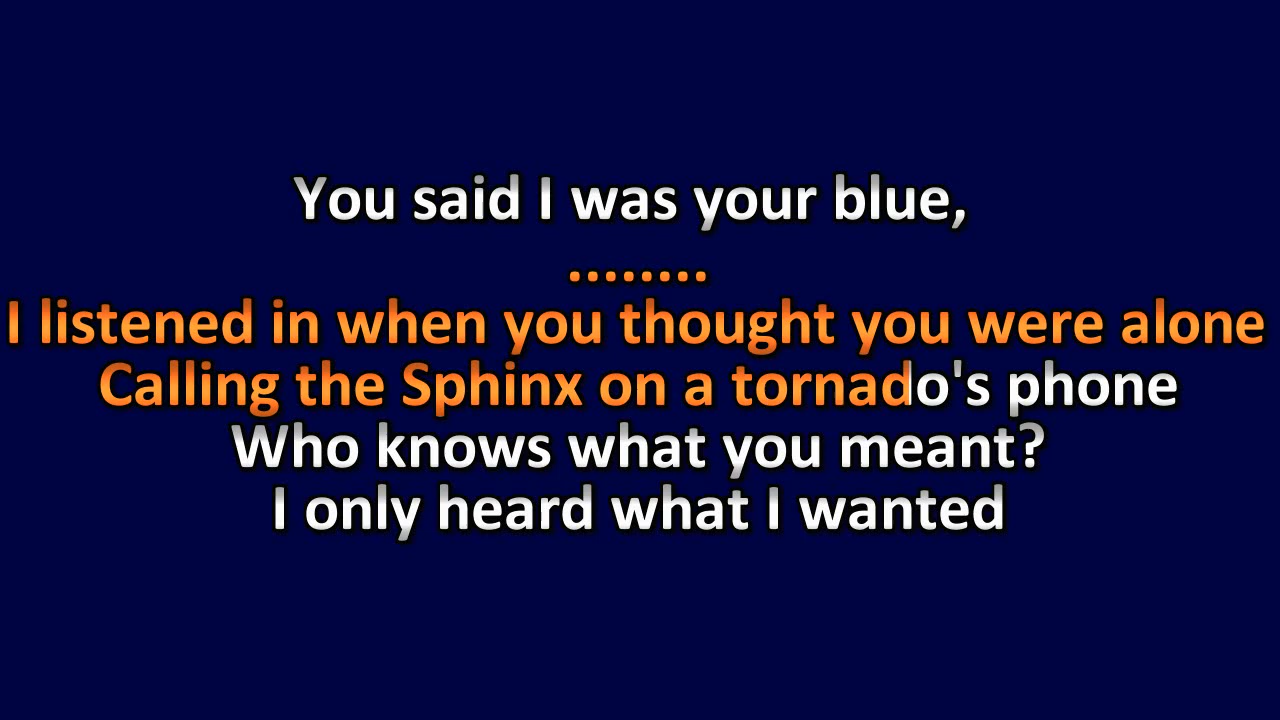 You said I was your blue,
........
I listened in when you thought you were alone
Calling the Sphinx on a tornado's phone
Who knows what you meant?
I only heard what I wanted